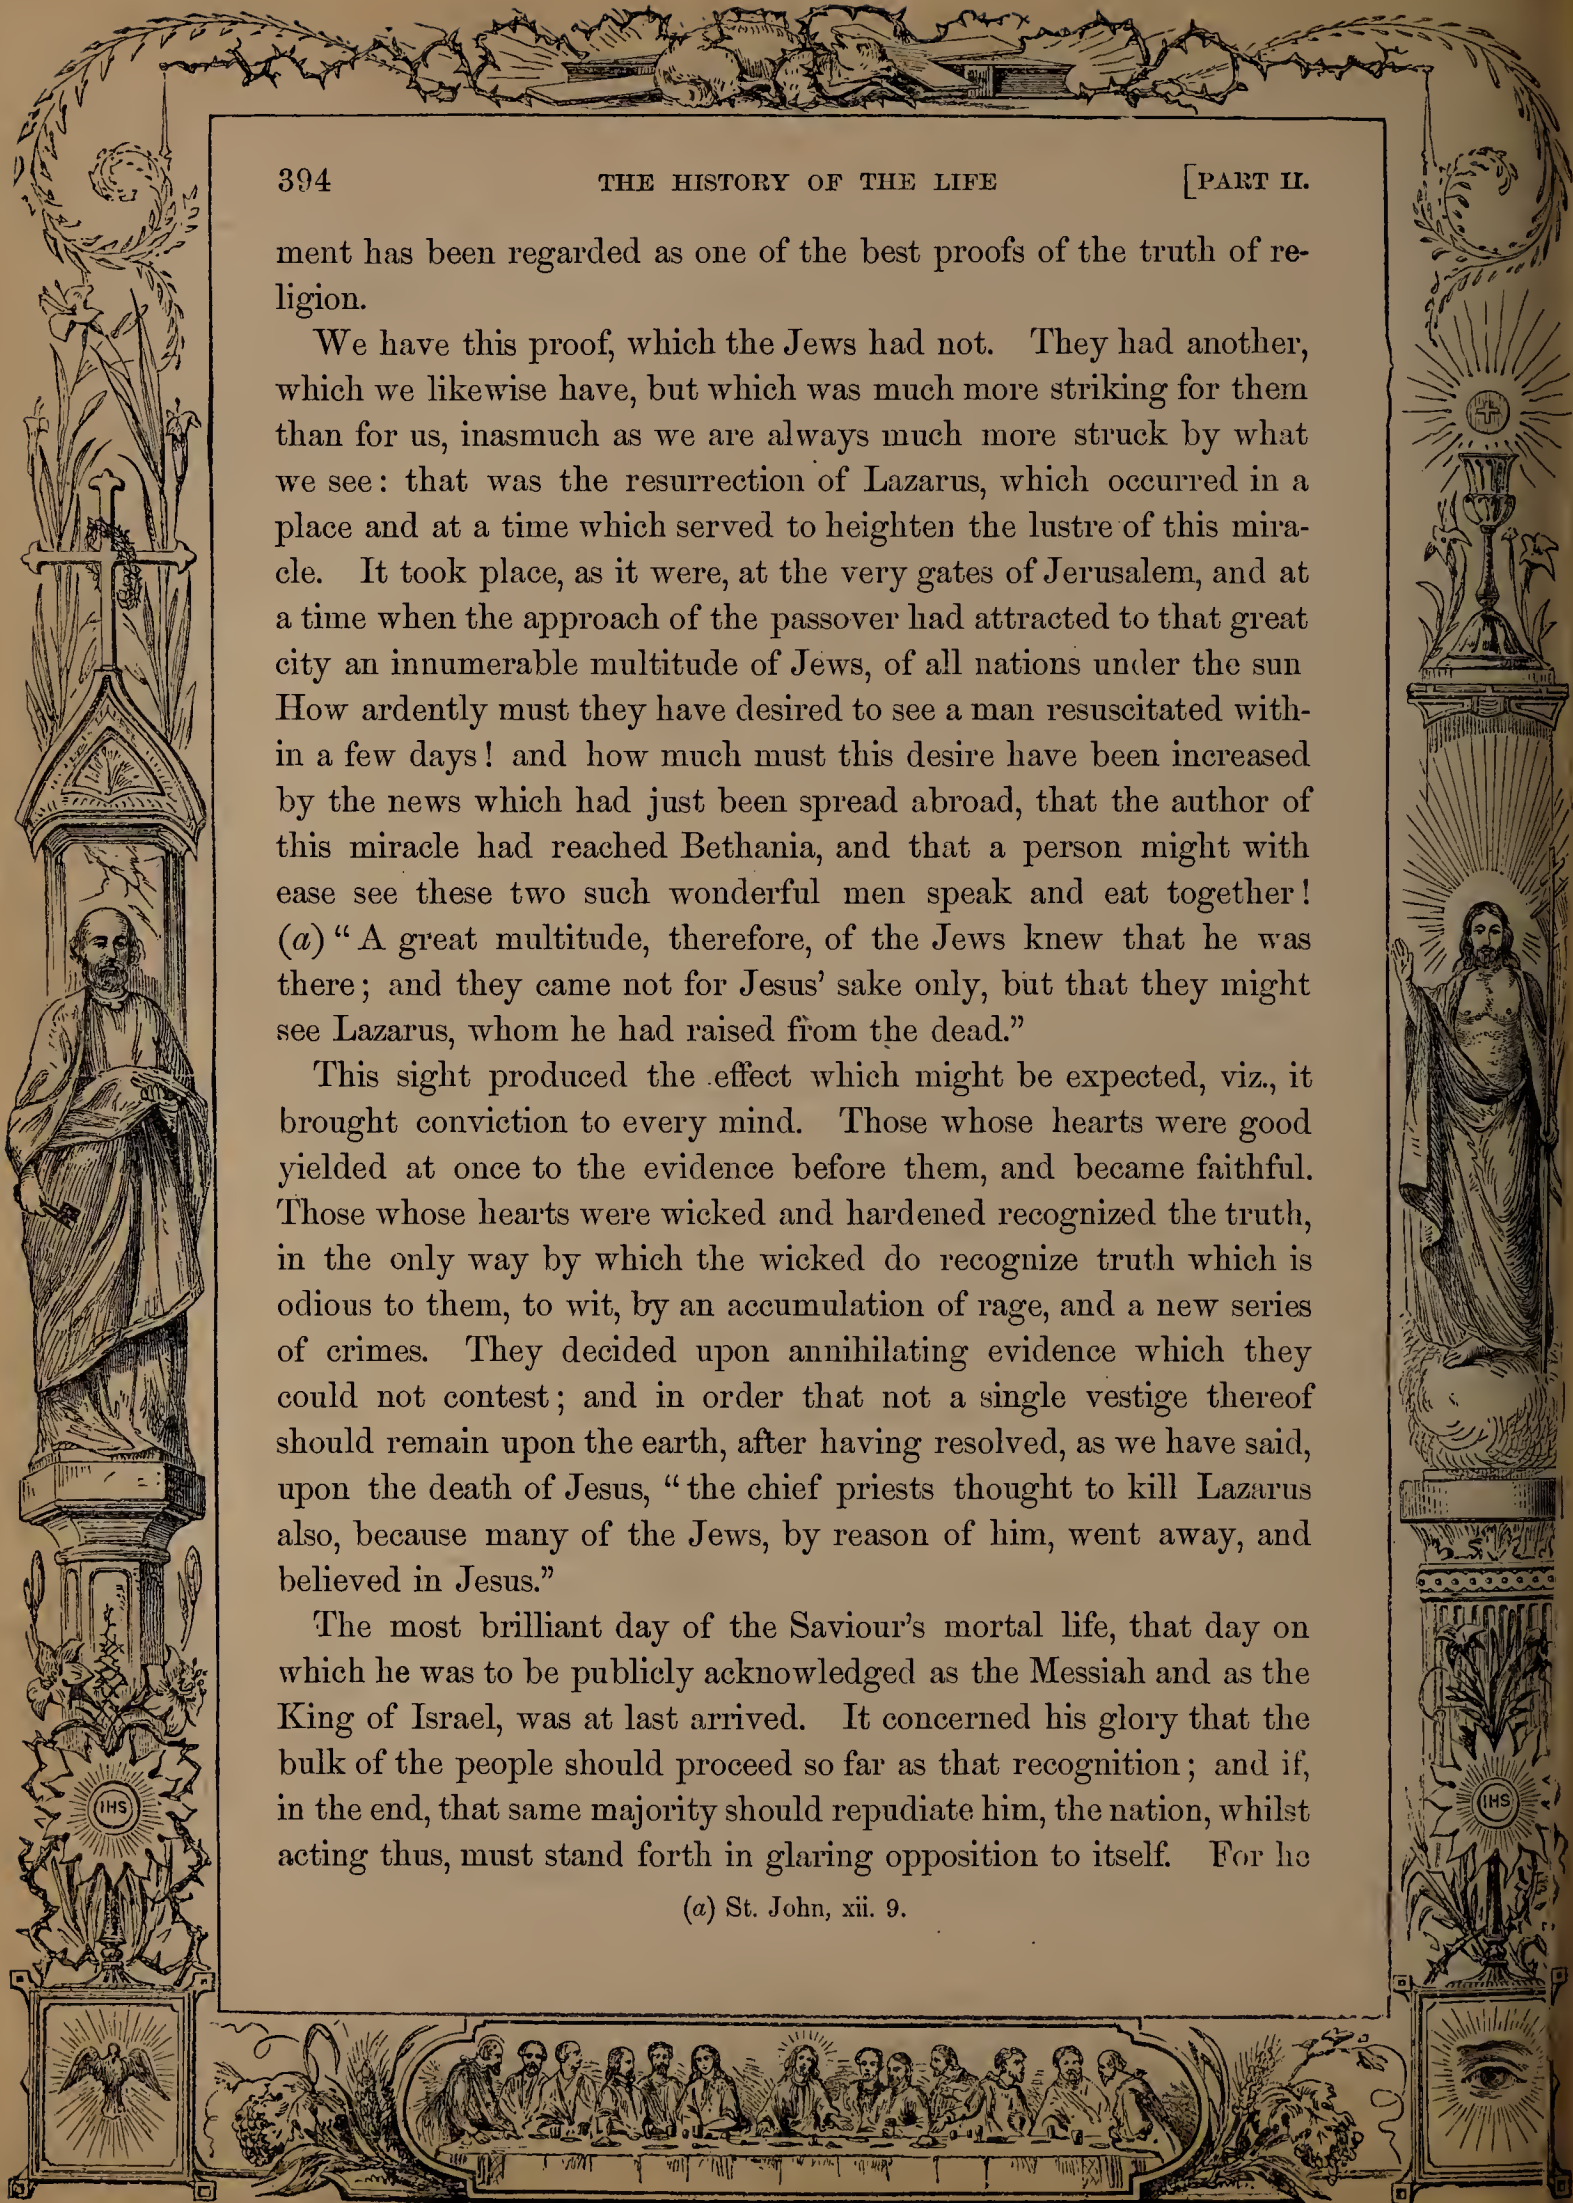 394 THE HISTORY OF THE LIFE [PART II.
ment has been regarded as one of the best proofs of the truth of re-
ligion.
We have this proof, which the Jews had not. They had another,
which we likewise have, but which was much more striking for them
than for us, inasmuch as we are always much more struck by what
we see: that was the resurrection of Lazarus, which occurred in a
place and at a time which served to heighten the lustre of this mira-
cle. It took place, as it were, at the very gates of Jerusalem, and at
a time when the approach of the passover had attracted to that great
city an innumerable multitude of Jews, of all nations under the sun
How ardently must they have desired to see a man resuscitated with-
in a few days! and how much must this desire have been increased
by the news which had just been spread abroad, that the author of
this miracle had reached Bethania, and that a person might with
ease see these two such wonderful men speak and eat together!
(a) “A great multitude, therefore, of the Jews knew that he was
there; and they came not for Jesus’ sake only, but that they might
see Lazarus, whom he had raised from the dead.”
This sight produced the effect which might be expected, viz., it
brought conviction to every mind. Those whose hearts were good
yielded at once to the evidence before them, and became faithful.
Those whose hearts were wicked and hardened recognized the truth,
in the only way by which the wicked do recognize truth which is
odious to them, to wit, by an accumulation of rage, and a new series
of crimes. They decided upon annihilating evidence which they
could not contest; and in order that not a single vestige thereof
should remain upon the earth, after having resolved, as we have said,
upon the death of Jesus, “the chief priests thought to kill Lazarus
also, because many of the Jews, by reason of him, went away, and
believed in Jesus.”
The most brilliant day of the Saviour’s mortal life, that day on
which he was to be publicly acknowledged as the Messiah and as the
King of Israel, was at last arrived. It concerned his glory that the
bulk of the people should proceed so far as that recognition; and if,
in the end, that same majority should repudiate him, the nation, whilst
acting thus, must stand forth in glaring opposition to itself. For he
(a) St. John, xii. 9.
IHS
IHS